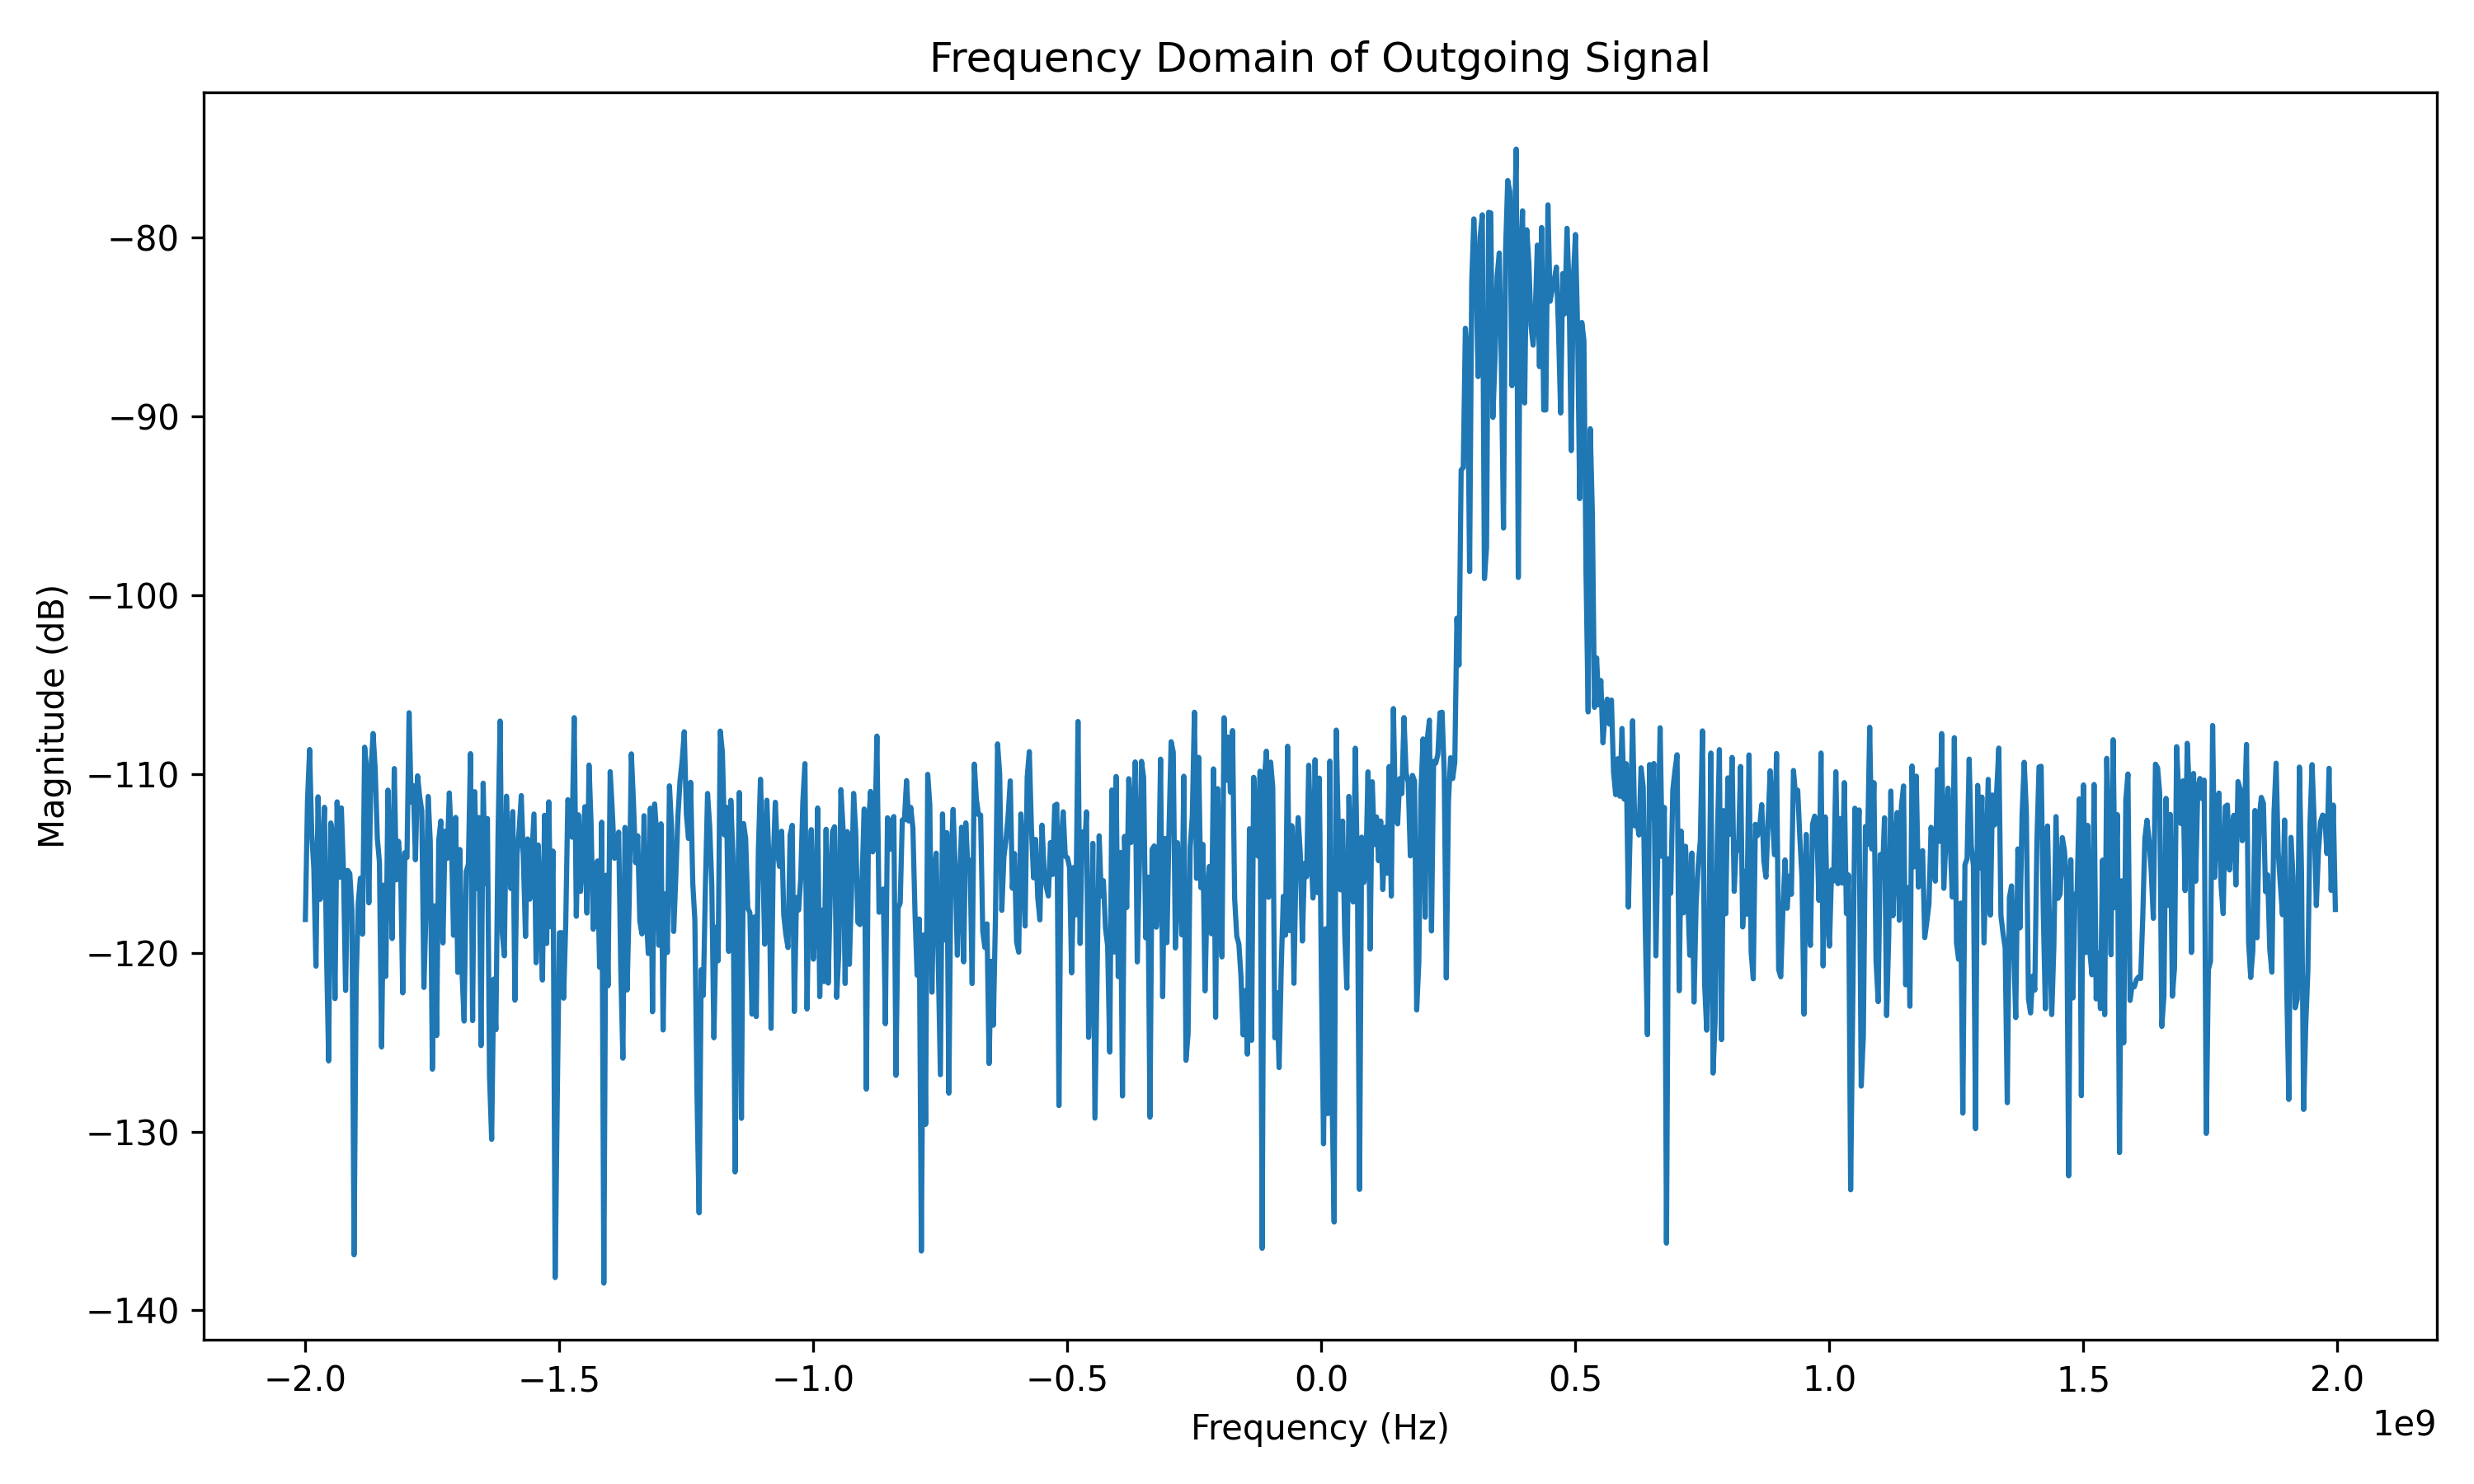 Frequency Domain of Outgoing Signal
Magnitude (dB)
−80
−90
−100
−110
−120
−130
−140
−2.0 −1.5 −1.0 −0.5 0.0 0.5 1.0 1.5 2.0
1e9
Frequency (Hz)